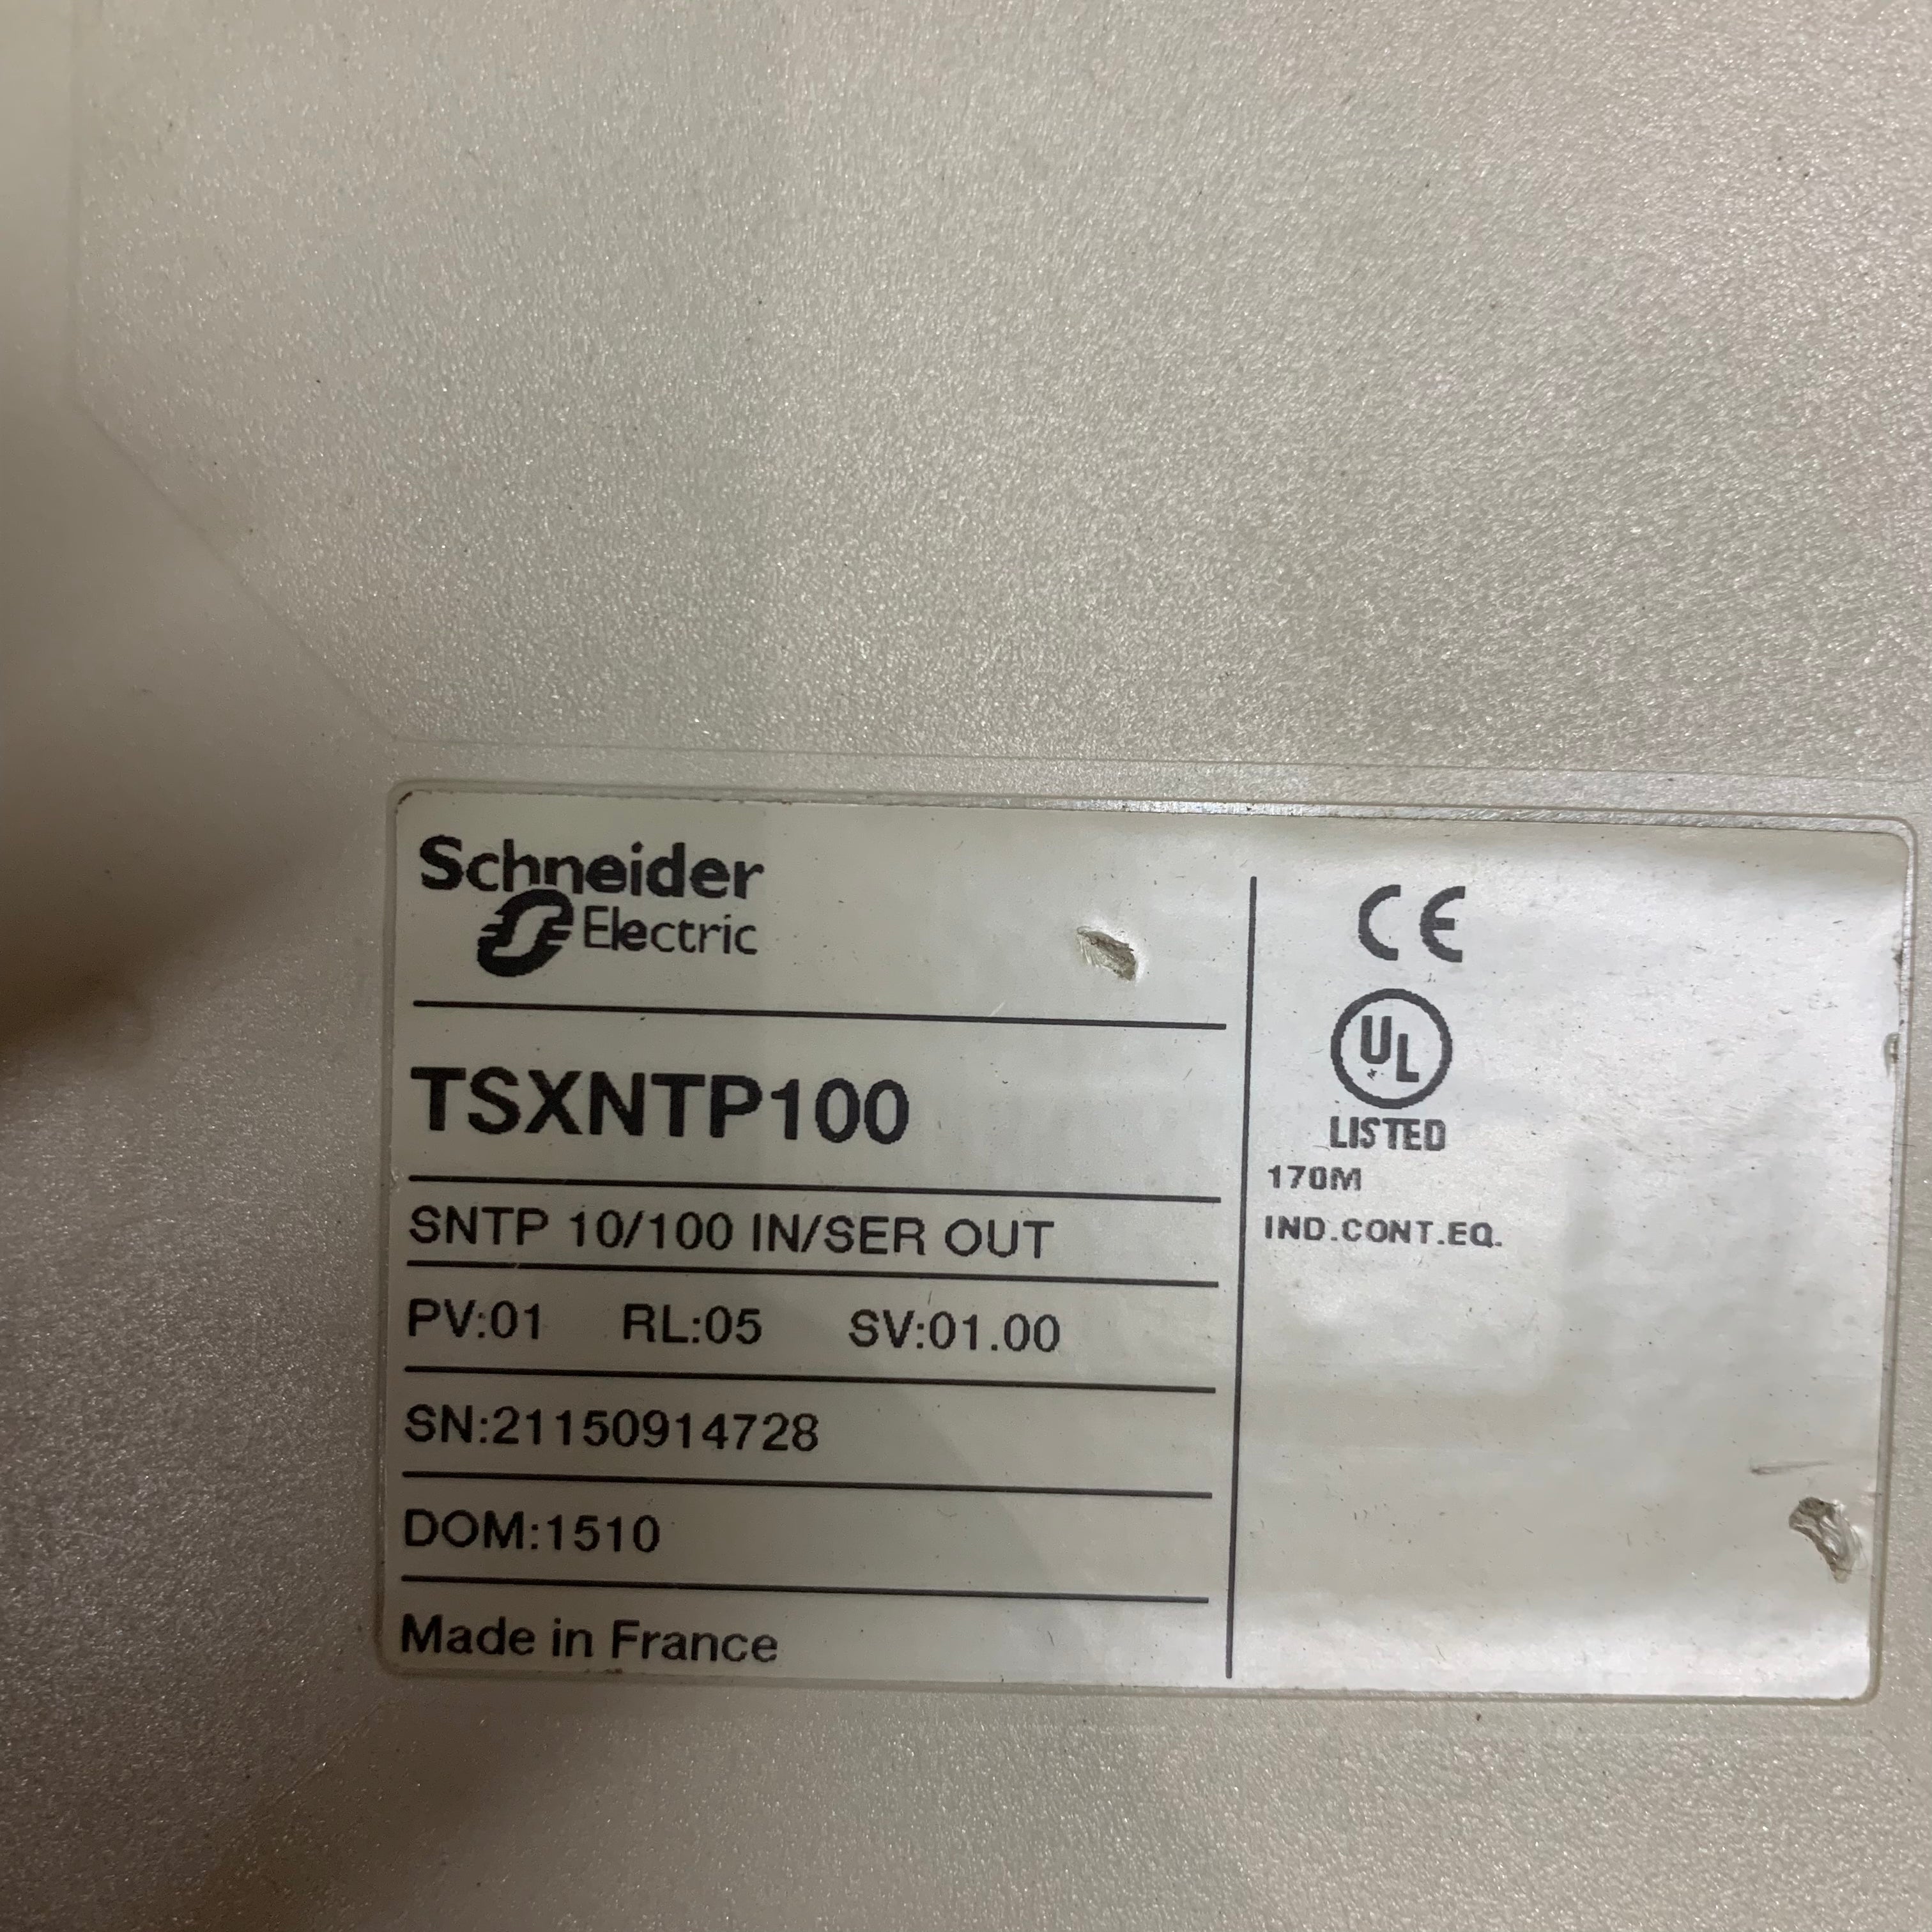 Schneider
Electric
TSXNTP100
SNTP 10/100 IN/SER OUT
PV:01 RL:05 SV:01.00
SN:21150914728
DOM:1510
Made in France
CE
UL
LISTED
170M
IND.CONT.EQ.